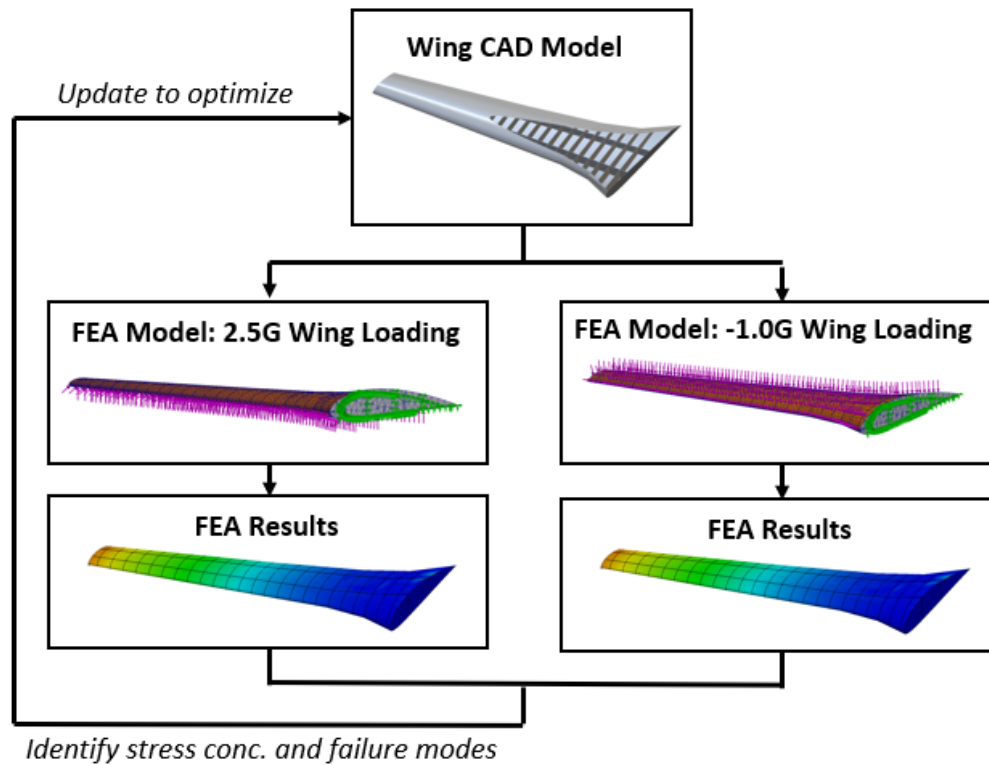 Wing CAD Model
Update to optimize
FEA Model: 2.5G Wing Loading
FEA Model: -1.0G Wing Loading
FEA Results
FEA Results
Identify stress conc. and failure modes